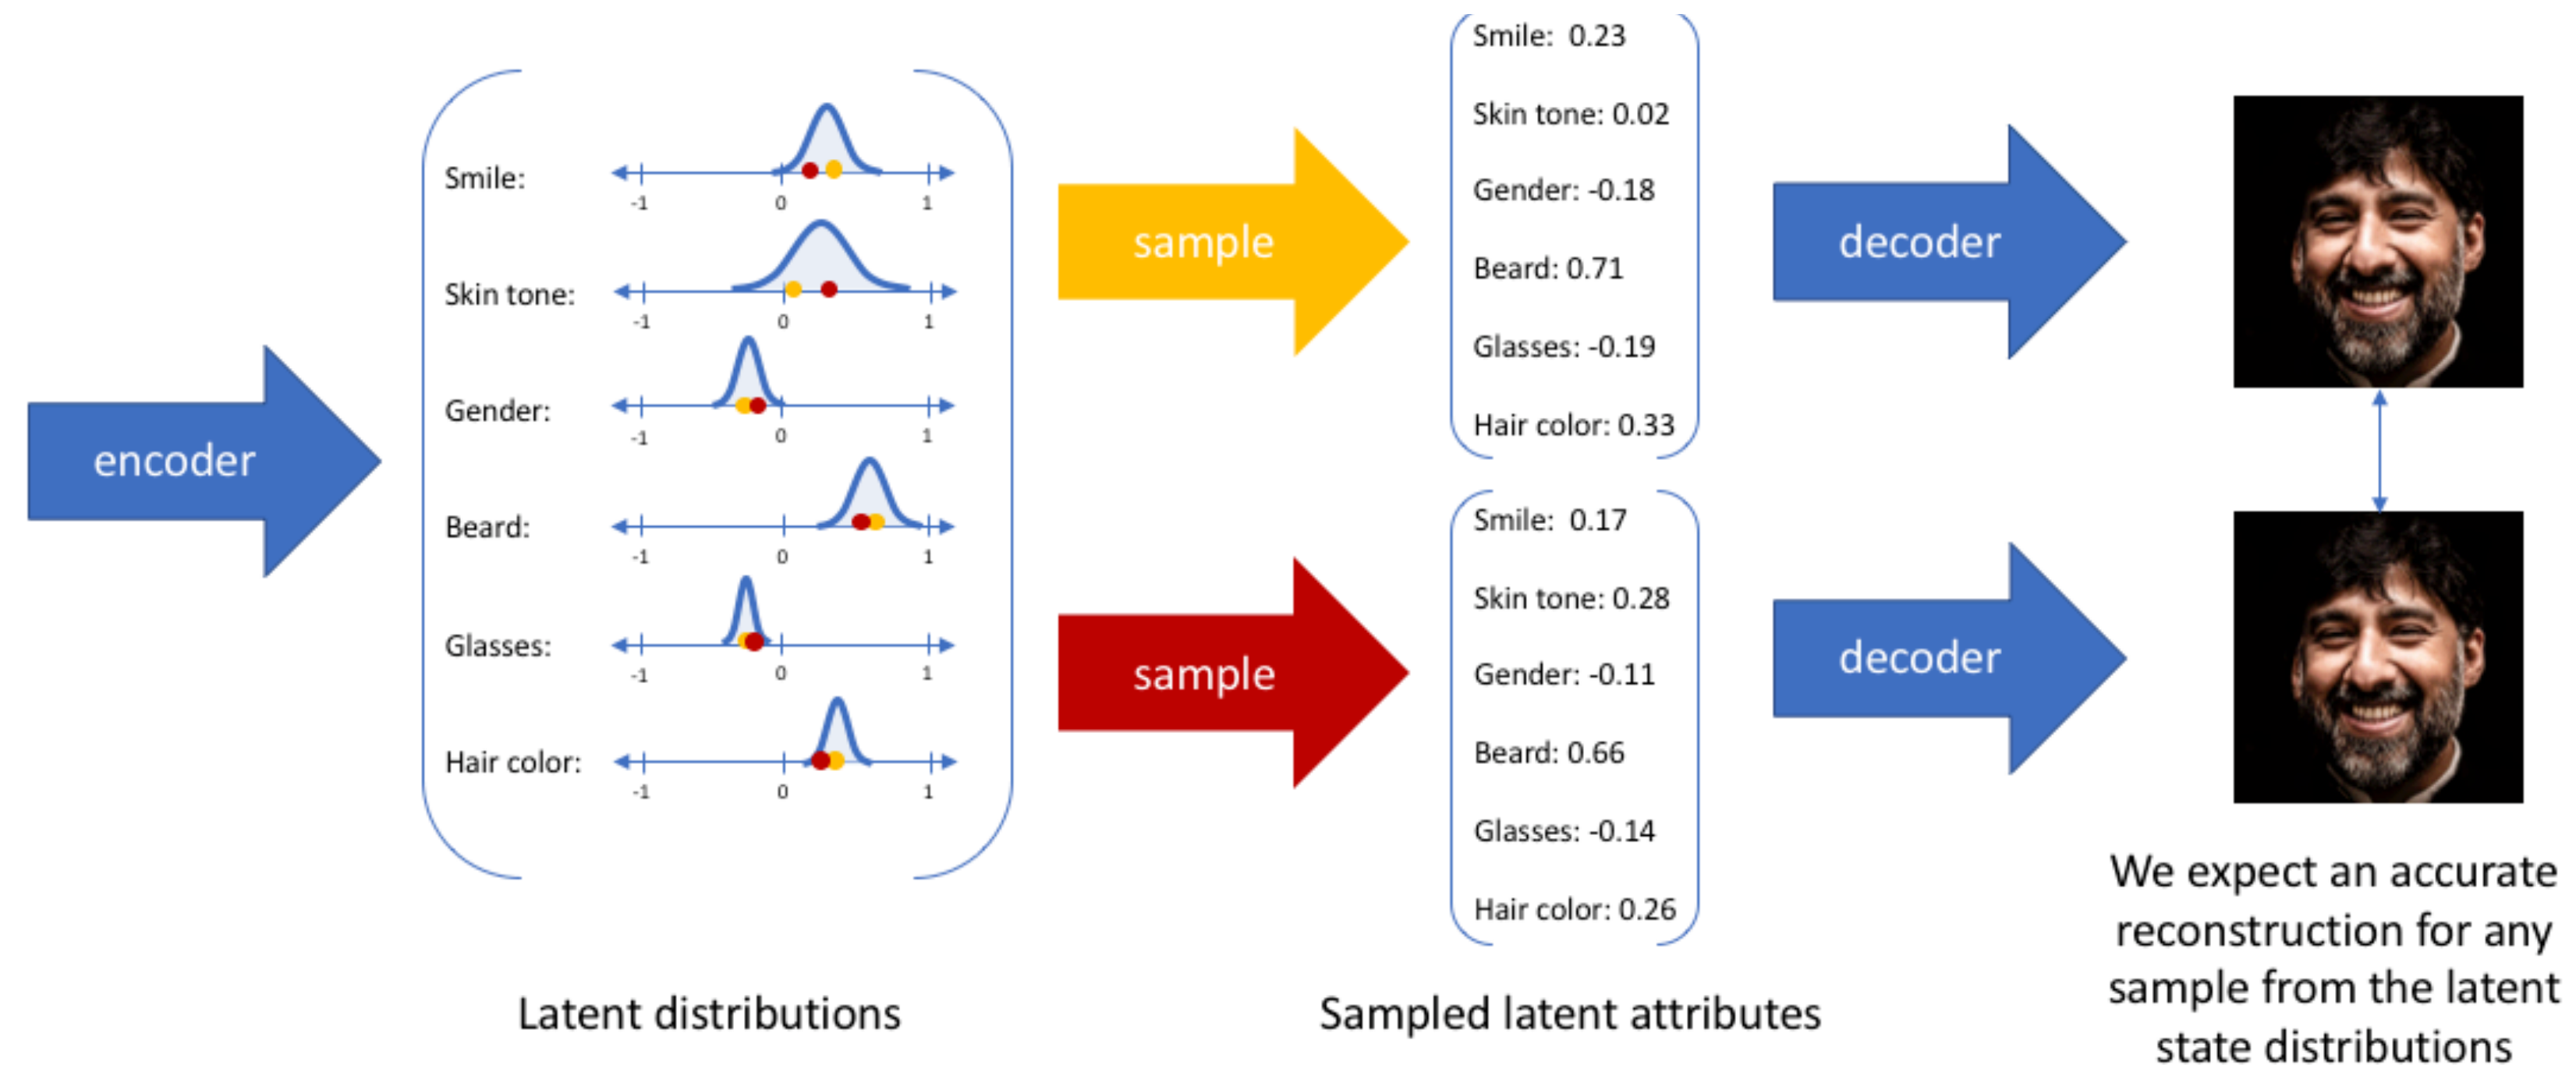 encoder
Smile:
-1 0 1
Skin tone:
-1 0 1
Gender:
-1 0 1
Beard:
-1 0 1
Glasses:
-1 0 1
Hair color:
-1 0 1
Latent distributions
sample
sample
Smile: 0.23
Skin tone: 0.02
Gender: -0.18
Beard: 0.71
Glasses: -0.19
Hair color: 0.33
Smile: 0.17
Skin tone: 0.28
Gender: -0.11
Beard: 0.66
Glasses: -0.14
Hair color: 0.26
Sampled latent attributes
decoder
decoder
We expect an accurate
reconstruction for any
sample from the latent
state distributions